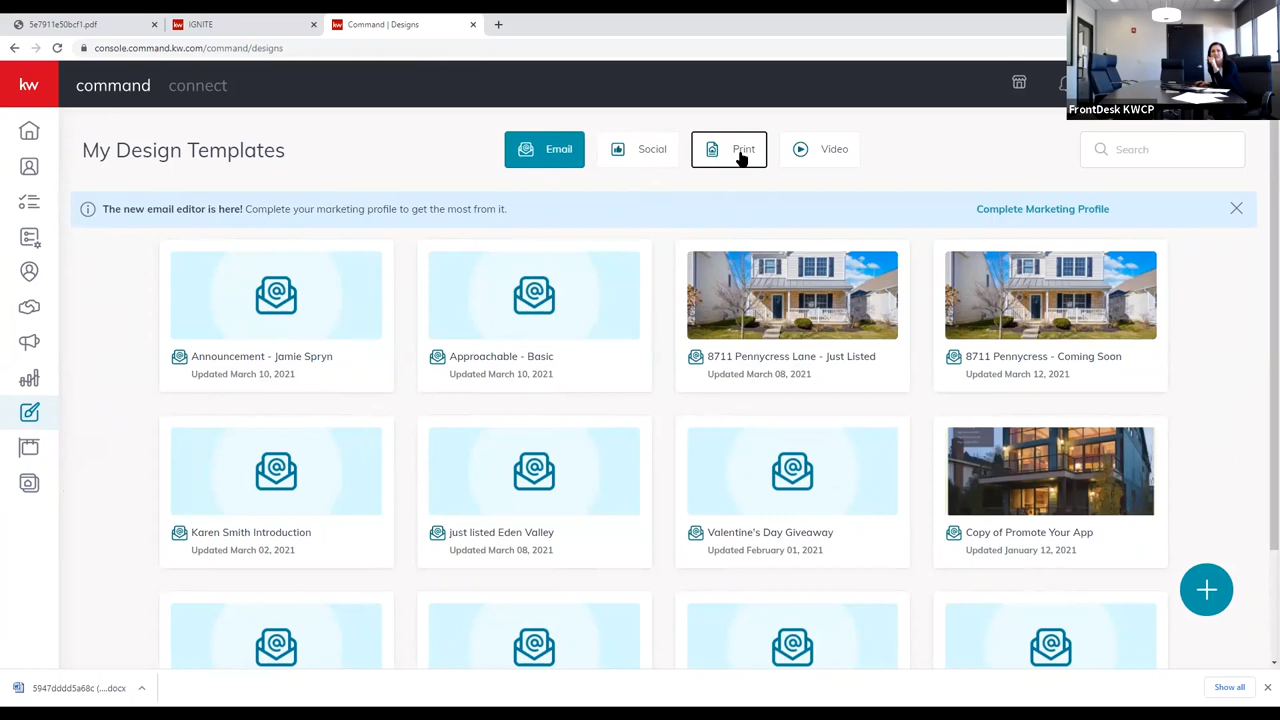 5e7911e50bcf1.pdf
IGNITE
Command | Designs
console.command.kw.com/command/designs
kw
command
connect
FrontDesk KWCP
My Design Templates
Email
Social
Print
Video
Search
The new email editor is here! Complete your marketing profile to get the most from it.
Complete Marketing Profile
Announcement - Jamie Spryn
Updated March 10, 2021
Approachable - Basic
Updated March 10, 2021
8711 Pennycress Lane - Just Listed
Updated March 08, 2021
8711 Pennycress - Coming Soon
Updated March 12, 2021
Karen Smith Introduction
Updated March 02, 2021
just listed Eden Valley
Updated March 08, 2021
Valentine's Day Giveaway
Updated February 01, 2021
Copy of Promote Your App
Updated January 12, 2021
5947dddd5a68c (....docx
Show all